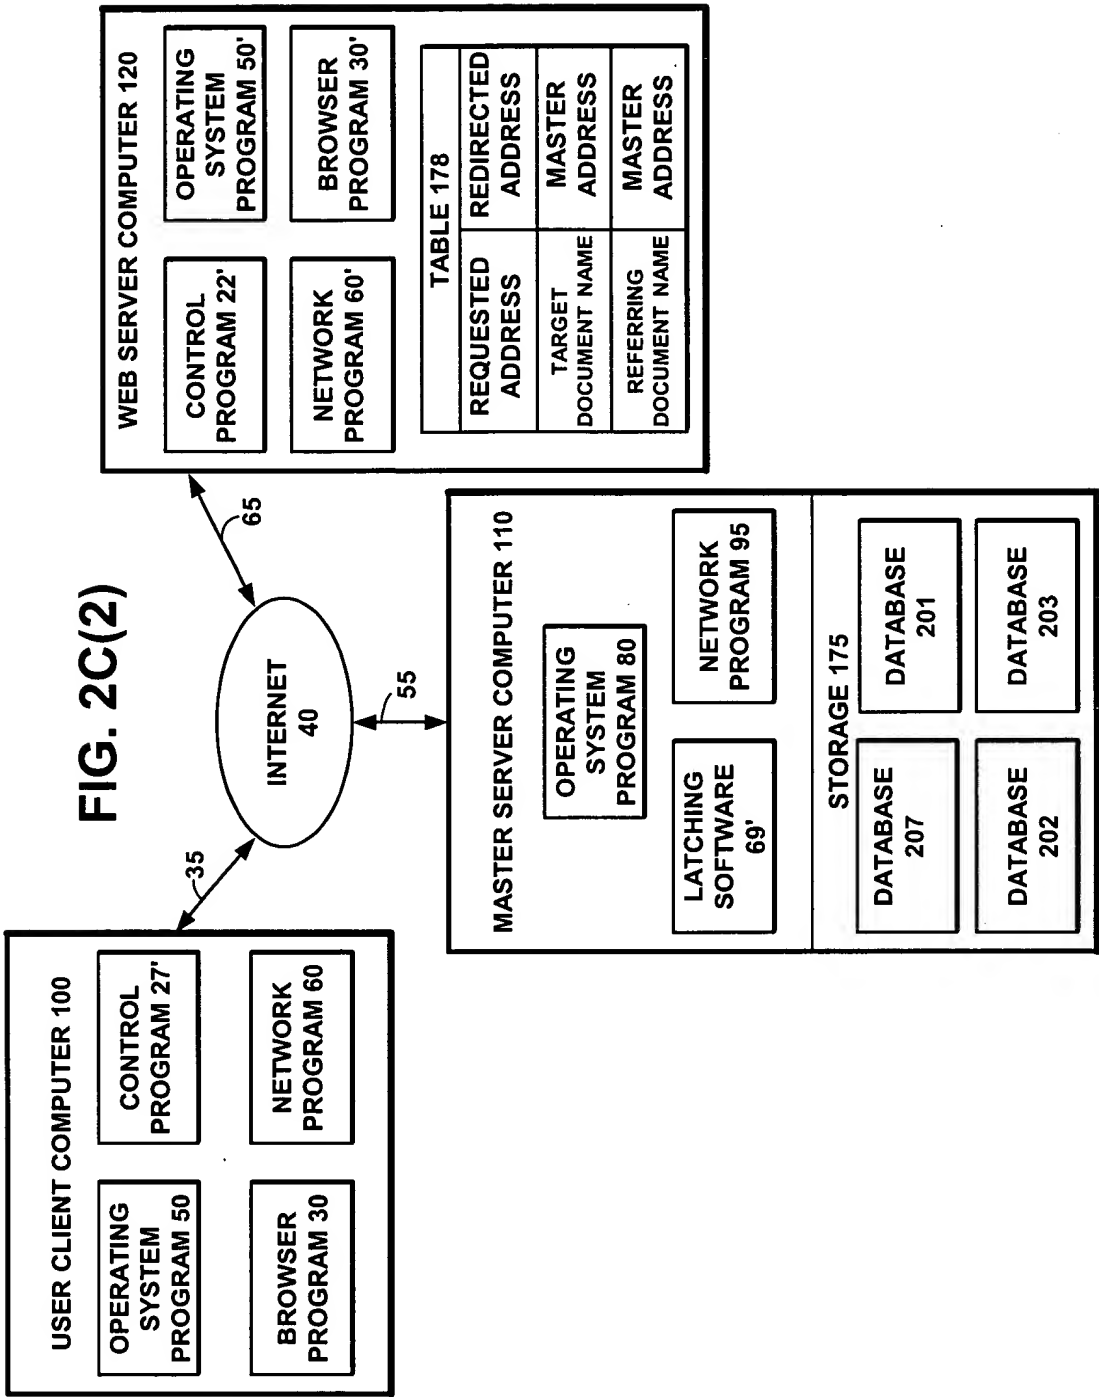 FIG. 2C(2)
USER CLIENT COMPUTER 100
OPERATING
SYSTEM
PROGRAM 50
CONTROL
PROGRAM 27'
BROWSER
PROGRAM 30
NETWORK
PROGRAM 60
35
INTERNET
40
55
65
MASTER SERVER COMPUTER 110
OPERATING
SYSTEM
PROGRAM 80
LATCHING
SOFTWARE
69'
NETWORK
PROGRAM 95
STORAGE 175
DATABASE
207
DATABASE
201
DATABASE
202
DATABASE
203
WEB SERVER COMPUTER 120
CONTROL
PROGRAM 22'
OPERATING
SYSTEM
PROGRAM 50'
NETWORK
PROGRAM 60'
BROWSER
PROGRAM 30'
TABLE 178
REQUESTED
ADDRESS
REDIRECTED
ADDRESS
TARGET
DOCUMENT NAME
MASTER
ADDRESS
REFERRING
DOCUMENT NAME
MASTER
ADDRESS